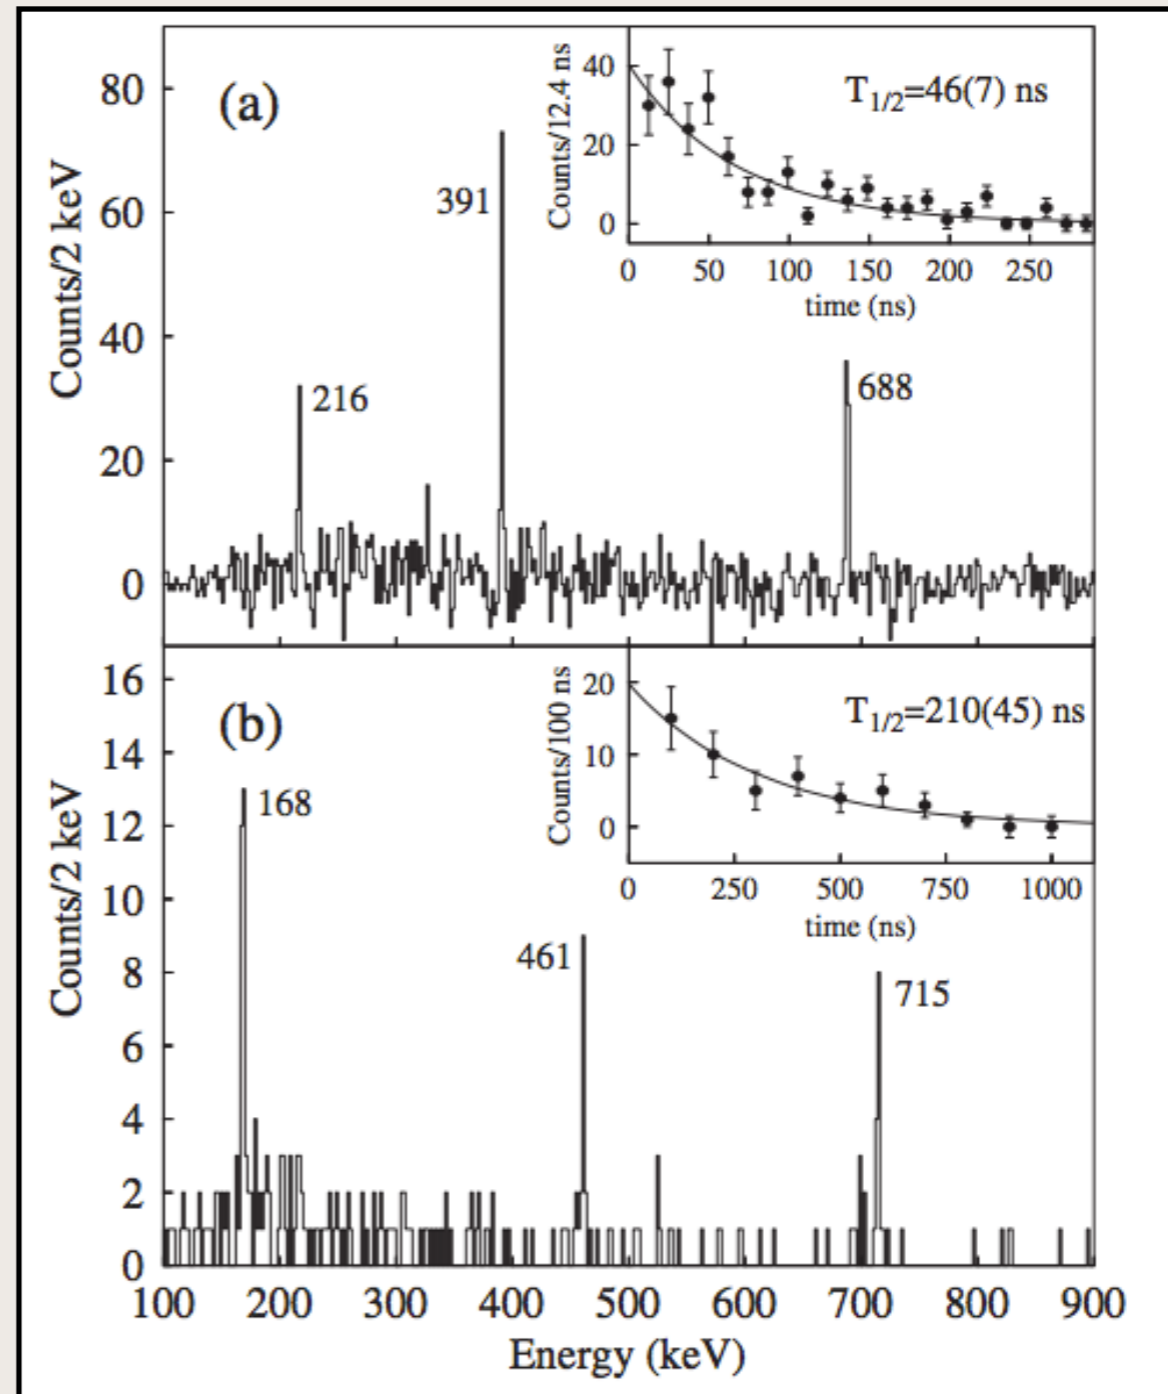 (a)
T1/2=46(7) ns
Counts/12.4 ns
40
20
0
0 50 100 150 200 250
time (ns)
Counts/2 keV
80
60
40
20
0
216
391
688
(b)
T1/2=210(45) ns
Counts/100 ns
20
10
0
0 250 500 750 1000
time (ns)
Counts/2 keV
16
14
12
10
8
6
4
2
0
168
461
715
100 200 300 400 500 600 700 800 900
Energy (keV)